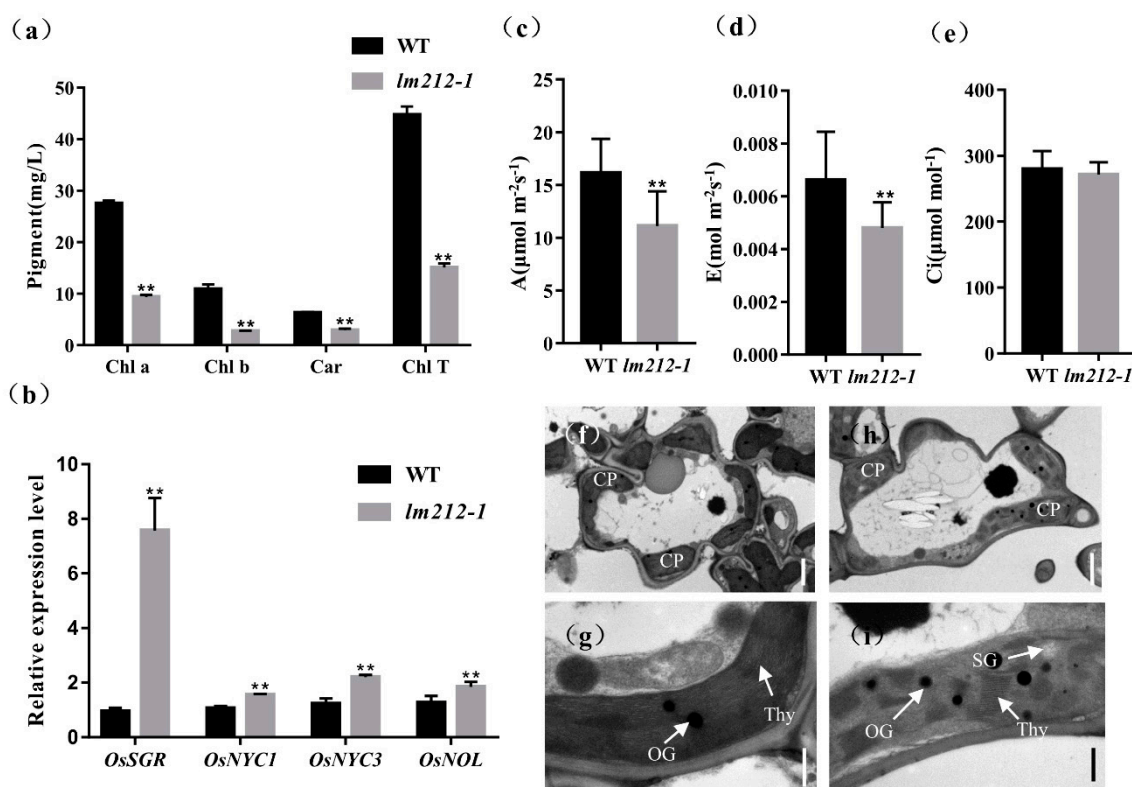 (a)
WT
lm212-1
50
40
30
20
10
0
Pigment(mg/L)
**
**
**
**
Chl a Chl b Car Chl T
(c)
25
20
15
10
5
0
A(μmol m-2s-1)
**
WT lm212-1
(d)
0.010
0.008
0.006
0.004
0.002
0.000
E(mol m-2s-1)
**
WT lm212-1
(e)
400
300
200
100
0
Ci(μmol mol-1)
WT lm212-1
(b)
WT
lm212-1
10
8
6
4
2
0
Relative expression level
**
**
**
**
OsSGR OsNYC1 OsNYC3 OsNOL
(f)
CP
CP
(h)
CP
CP
(g)
Thy
OG
(i)
SG
OG
Thy